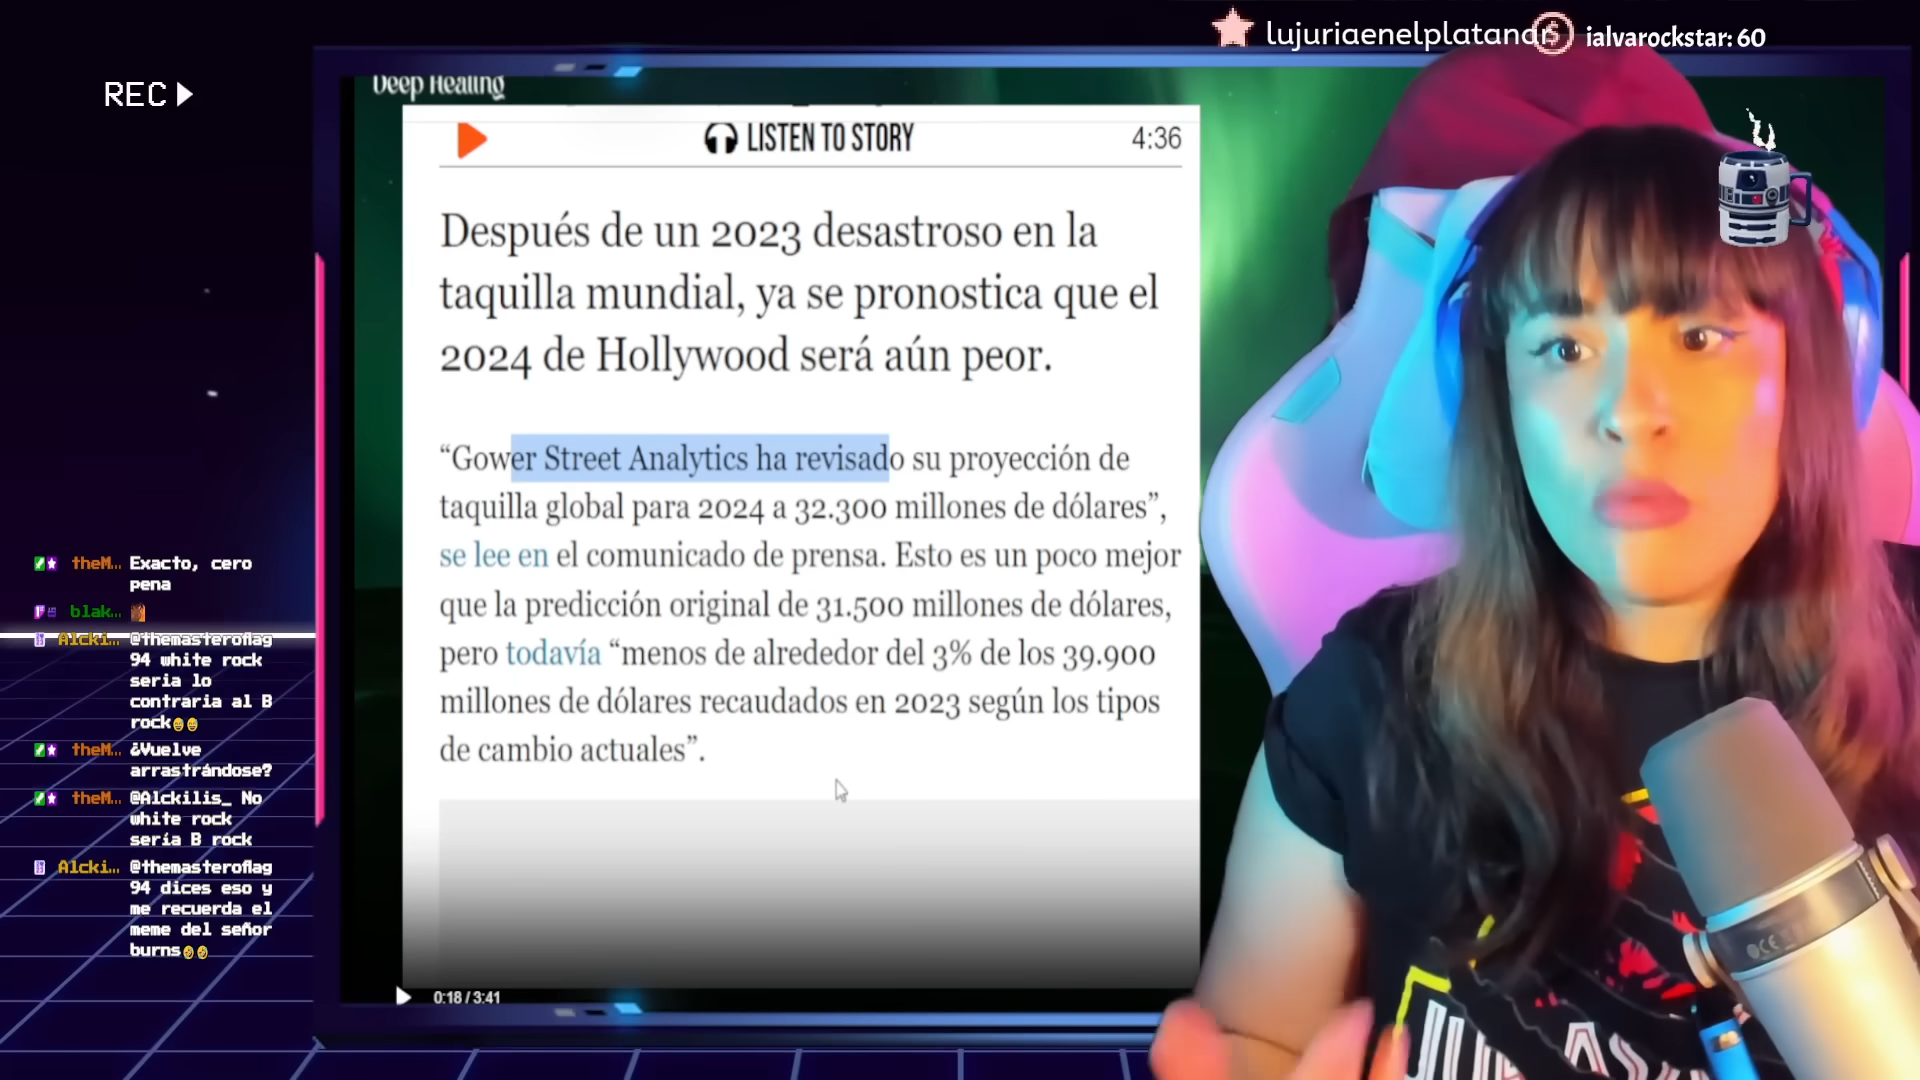 lujuriaenelplatanar
ialvarockstar: 60
REC
Deep Healing
LISTEN TO STORY
4:36
Después de un 2023 desastroso en la
taquilla mundial, ya se pronostica que el
2024 de Hollywood será aún peor.
“Gower Street Analytics ha revisado su proyección de
taquilla global para 2024 a 32.300 millones de dólares”,
se lee en el comunicado de prensa. Esto es un poco mejor
que la predicción original de 31.500 millones de dólares,
pero todavía “menos de alrededor del 3% de los 39.900
millones de dólares recaudados en 2023 según los tipos
de cambio actuales”.
0:18 / 3:41
theM... Exacto, cero
pena
blak...
Alcki... @themasteroflag
94 white rock
seria lo
contraria al B
rock
theM... ¿Vuelve
arrastrándose?
theM... @Alckilis_ No
white rock
sería B rock
Alcki... @themasteroflag
94 dices eso y
me recuerda el
meme del señor
burns